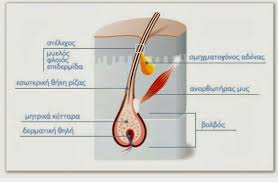 στέλεχος
μυελός
φλοιός
επιδερμίδα
εσωτερική θήκη ρίζας
μητρικά κύτταρα
δερματική θηλή
σμηγματογόνος αδένας
ανορθωτήρας μυς
βολβός